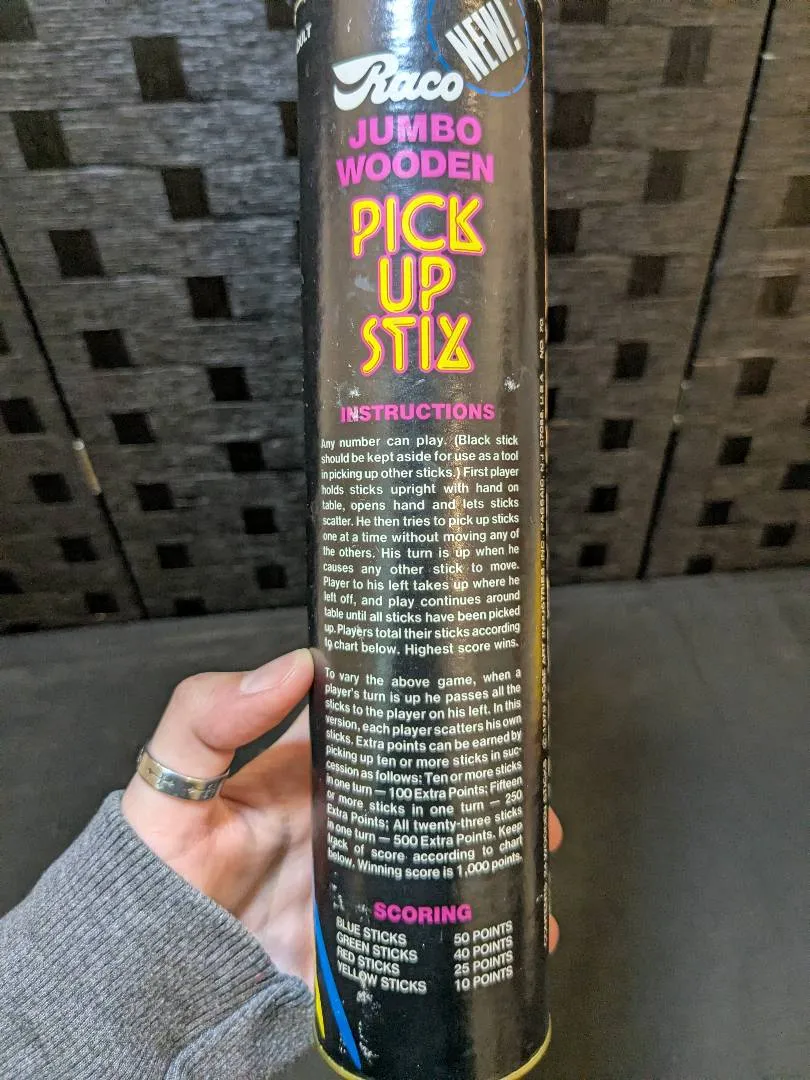 NEW!
Raco
JUMBO
WOODEN
PICK
UP
STIX
INSTRUCTIONS
Any number can play. (Black stick
should be kept aside for use as a tool
in picking up other sticks.) First player
holds sticks upright with hand on
table, opens hand and lets sticks
scatter. He then tries to pick up sticks
one at a time without moving any of
the others. His turn is up when he
causes any other stick to move.
Player to his left takes up where he
left off, and play continues around
table until all sticks have been picked
up. Players total their sticks according
to chart below. Highest score wins.
To vary the above game, when a
player's turn is up he passes all the
sticks to the player on his left. In this
version, each player scatters his own
sticks. Extra points can be earned by
picking up ten or more sticks in suc-
cession as follows: Ten or more sticks
in one turn — 100 Extra Points; Fifteen
or more sticks in one turn — 250
Extra Points; All twenty-three sticks
in one turn — 500 Extra Points. Keep
track of score according to chart
below. Winning score is 1,000 points.
SCORING
BLUE STICKS 50 POINTS
GREEN STICKS 40 POINTS
RED STICKS 25 POINTS
YELLOW STICKS 10 POINTS
ART INDUSTRIES, INC. PASSAIC, N.J. 07055, U.S.A. NO. 70